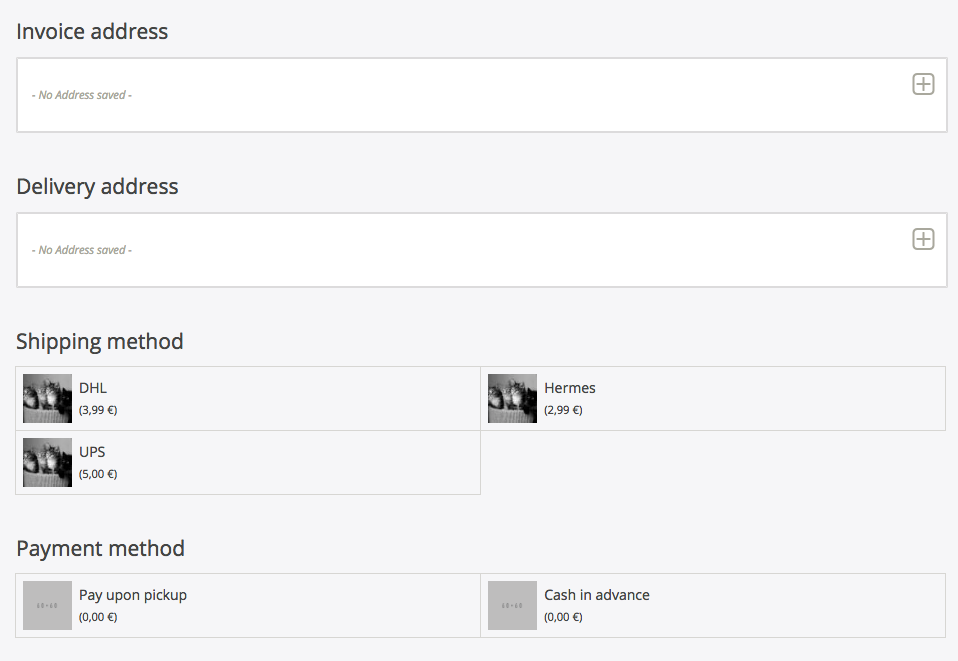 Invoice address
- No Address saved -
Delivery address
- No Address saved -
Shipping method
DHL
(3,99 €)
Hermes
(2,99 €)
UPS
(5,00 €)
Payment method
Pay upon pickup
(0,00 €)
Cash in advance
(0,00 €)